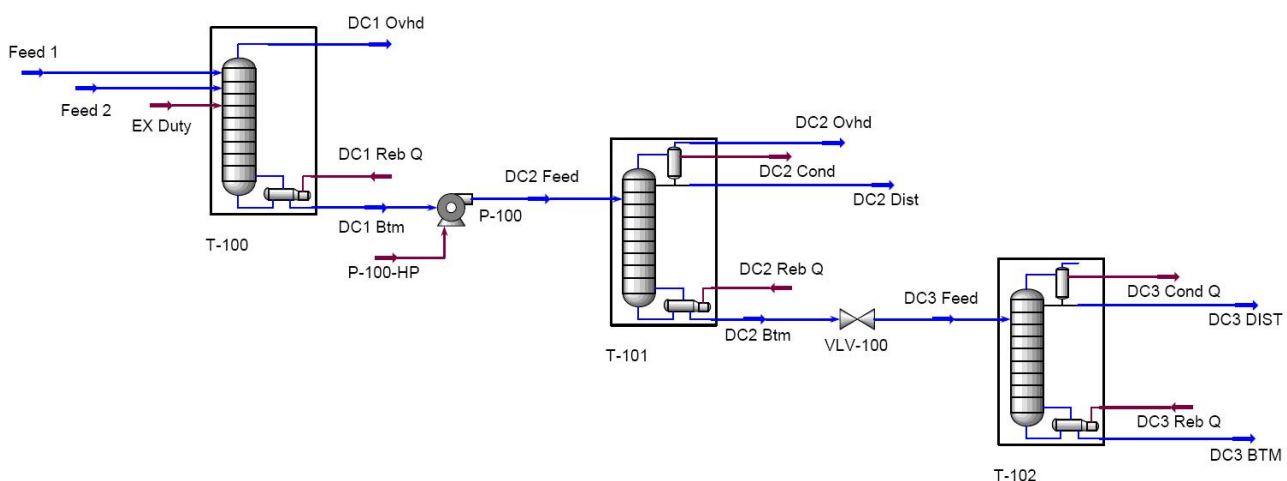 DC1 Ovhd
Feed 1
Feed 2
EX Duty
DC1 Reb Q
DC1 Btm
T-100
DC2 Feed
P-100
P-100-HP
DC2 Ovhd
DC2 Cond
DC2 Dist
DC2 Reb Q
DC2 Btm
T-101
VLV-100
DC3 Feed
DC3 Cond Q
DC3 DIST
DC3 Reb Q
DC3 BTM
T-102